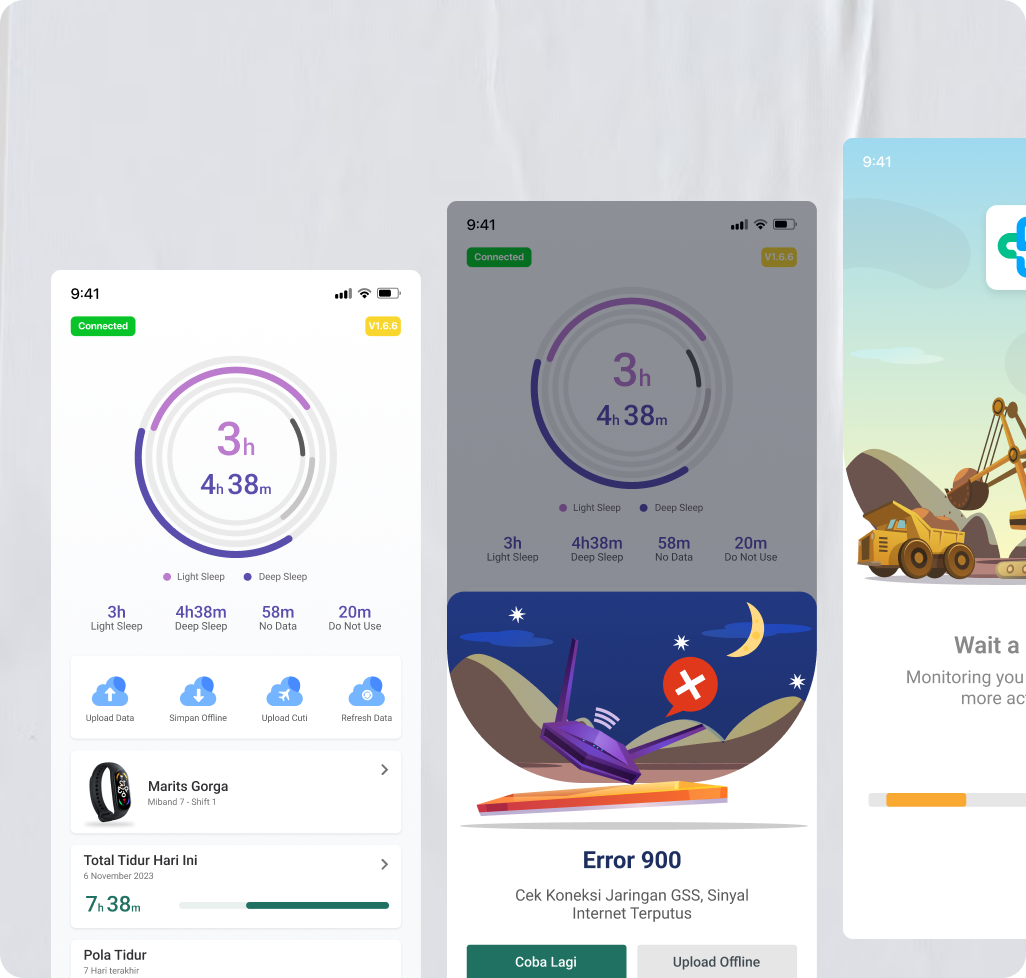 9:41
Connected
V1.6.6
3h
4h 38m
Light Sleep
Deep Sleep
3h
4h38m
58m
20m
Light Sleep
Deep Sleep
No Data
Do Not Use
Upload Data
Simpan Offline
Upload Cuti
Refresh Data
Marits Gorga
Miband 7 - Shift 1
Total Tidur Hari Ini
6 November 2023
7h 38m
Pola Tidur
7 Hari terakhir
9:41
Connected
V1.6.6
3h
4h 38m
Light Sleep
Deep Sleep
3h
4h38m
58m
20m
Light Sleep
Deep Sleep
No Data
Do Not Use
Error 900
Cek Koneksi Jaringan GSS, Sinyal
Internet Terputus
Coba Lagi
Upload Offline
9:41
Wait a
Monitoring you
more ac